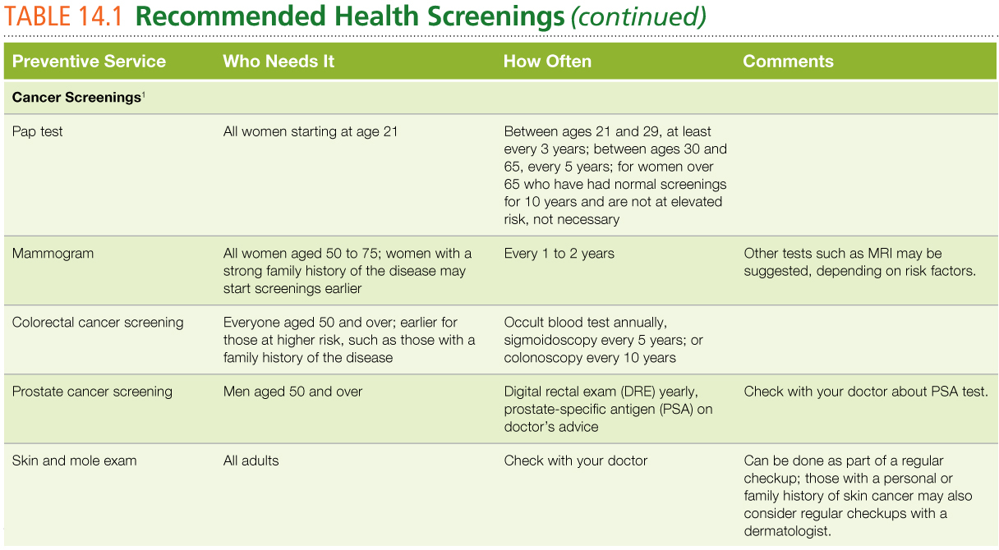 TABLE 14.1 Recommended Health Screenings (continued)
Preventive Service Who Needs It How Often Comments
Cancer Screenings1
Pap test
All women starting at age 21
Between ages 21 and 29, at least
every 3 years; between ages 30 and
65, every 5 years; for women over
65 who have had normal screenings
for 10 years and are not at elevated
risk, not necessary
Mammogram
All women aged 50 to 75; women with a
strong family history of the disease may
start screenings earlier
Every 1 to 2 years
Other tests such as MRI may be
suggested, depending on risk factors.
Colorectal cancer screening
Everyone aged 50 and over; earlier for
those at higher risk, such as those with a
family history of the disease
Occult blood test annually,
sigmoidoscopy every 5 years; or
colonoscopy every 10 years
Prostate cancer screening
Men aged 50 and over
Digital rectal exam (DRE) yearly,
prostate-specific antigen (PSA) on
doctor’s advice
Check with your doctor about PSA test.
Skin and mole exam
All adults
Check with your doctor
Can be done as part of a regular
checkup; those with a personal or
family history of skin cancer may also
consider regular checkups with a
dermatologist.